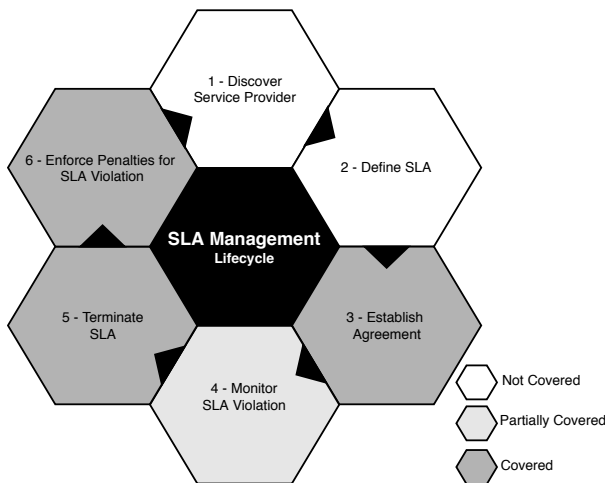 1 - Discover
Service Provider
6 - Enforce Penalties for
SLA Violation
2 - Define SLA
SLA Management
Lifecycle
5 - Terminate
SLA
3 - Establish
Agreement
4 - Monitor
SLA Violation
Not Covered
Partially Covered
Covered